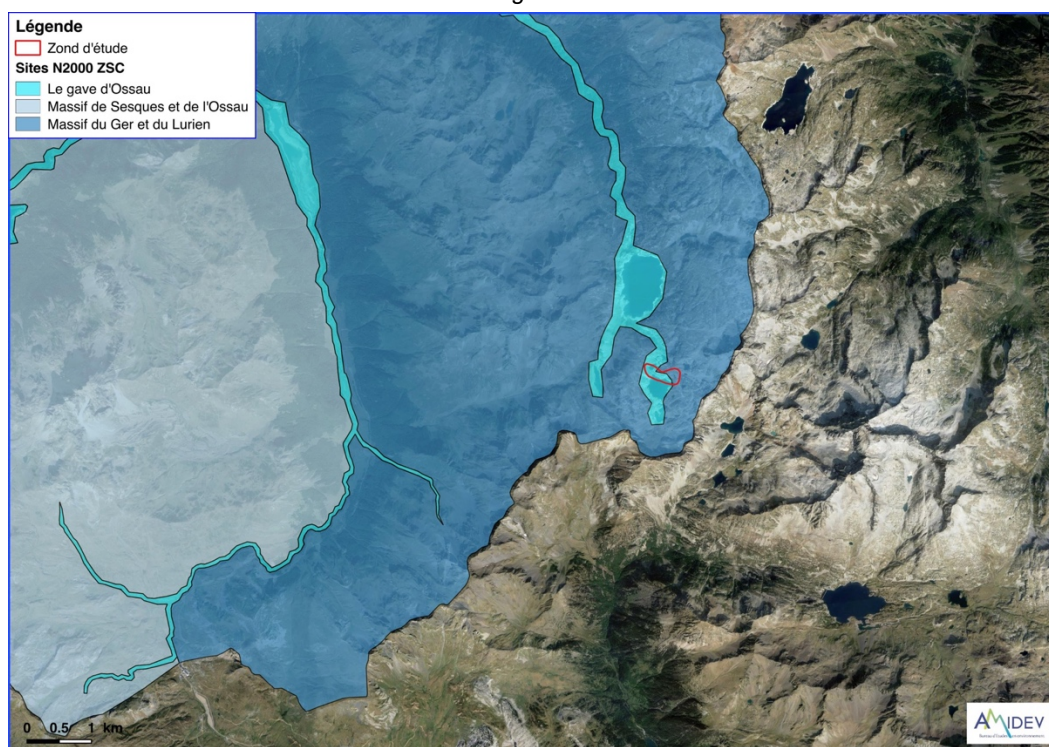 Légende
Zond d'étude
Sites N2000 ZSC
Le gave d'Ossau
Massif de Sesques et de l'Ossau
Massif du Ger et du Lurien
0 0.5 1 km
AMIDEV